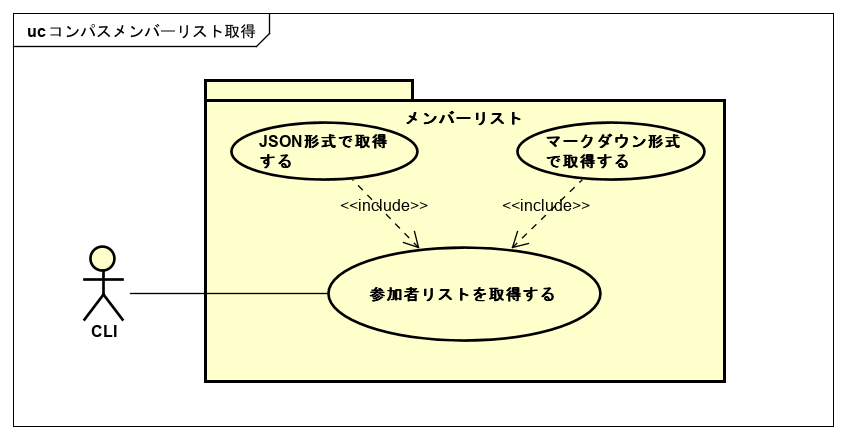 uc コンパスメンバーリスト取得
メンバーリスト
JSON形式で取得
する
マークダウン形式
で取得する
<<include>>
<<include>>
参加者リストを取得する
CLI